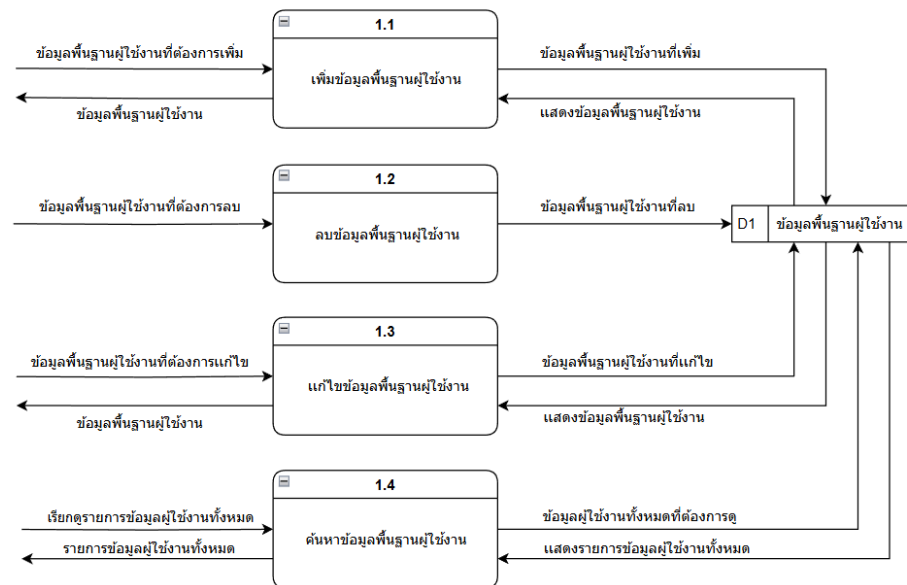 1.1
ข้อมูลพื้นฐานผู้ใช้งานที่ต้องการเพิ่ม
ข้อมูลพื้นฐานผู้ใช้งานที่เพิ่ม
เพิ่มข้อมูลพื้นฐานผู้ใช้งาน
ข้อมูลพื้นฐานผู้ใช้งาน
แสดงข้อมูลพื้นฐานผู้ใช้งาน
1.2
ข้อมูลพื้นฐานผู้ใช้งานที่ต้องการลบ
ข้อมูลพื้นฐานผู้ใช้งานที่ลบ
ลบข้อมูลพื้นฐานผู้ใช้งาน
D1 ข้อมูลพื้นฐานผู้ใช้งาน
1.3
ข้อมูลพื้นฐานผู้ใช้งานที่ต้องการแก้ไข
ข้อมูลพื้นฐานผู้ใช้งานที่แก้ไข
แก้ไขข้อมูลพื้นฐานผู้ใช้งาน
ข้อมูลพื้นฐานผู้ใช้งาน
แสดงข้อมูลพื้นฐานผู้ใช้งาน
1.4
เรียกดูรายการข้อมูลผู้ใช้งานทั้งหมด
ข้อมูลผู้ใช้งานทั้งหมดที่ต้องการดู
ค้นหาข้อมูลพื้นฐานผู้ใช้งาน
รายการข้อมูลผู้ใช้งานทั้งหมด
แสดงรายการข้อมูลผู้ใช้งานทั้งหมด